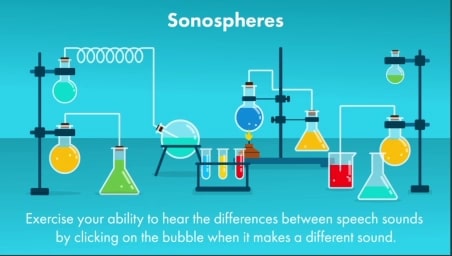 Sonospheres
Exercise your ability to hear the differences between speech sounds
by clicking on the bubble when it makes a different sound.